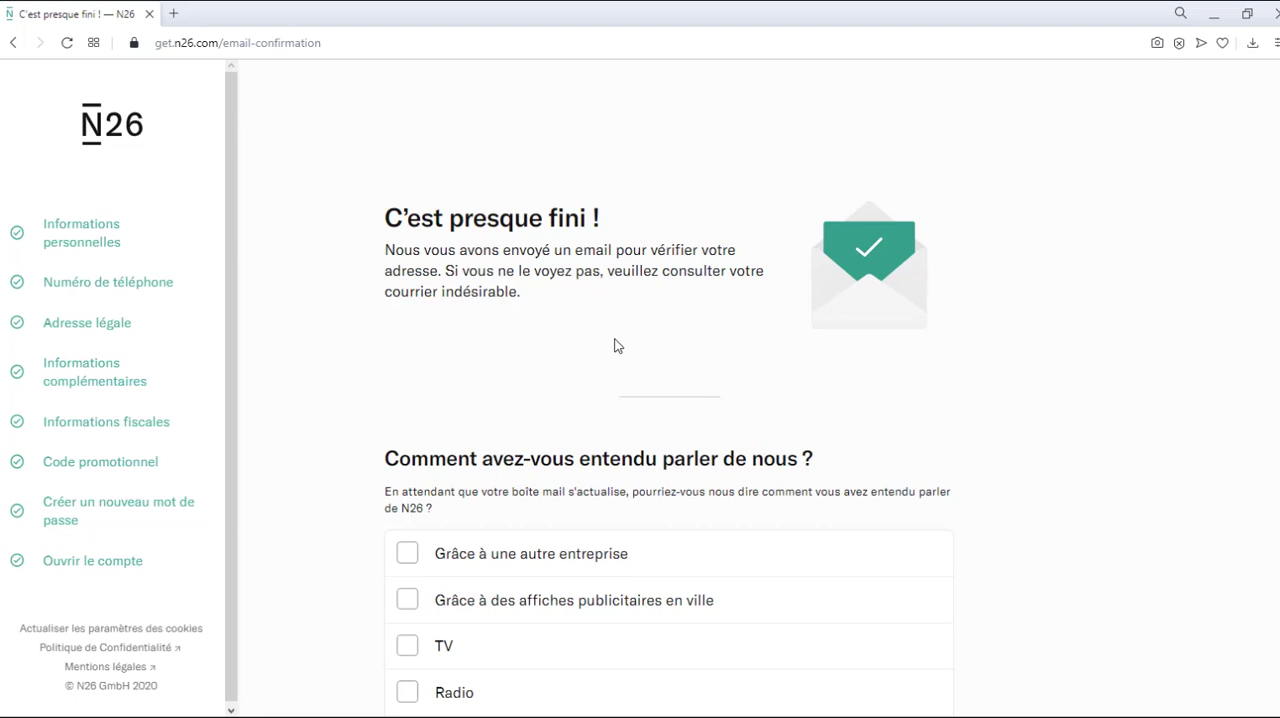 C'est presque fini ! — N26
get.n26.com/email-confirmation
N26
Informations
personnelles
Numéro de téléphone
Adresse légale
Informations
complémentaires
Informations fiscales
Code promotionnel
Créer un nouveau mot de
passe
Ouvrir le compte
Actualiser les paramètres des cookies
Politique de Confidentialité ↗
Mentions légales ↗
© N26 GmbH 2020
C'est presque fini !
Nous vous avons envoyé un email pour vérifier votre
adresse. Si vous ne le voyez pas, veuillez consulter votre
courrier indésirable.
Comment avez-vous entendu parler de nous ?
En attendant que votre boîte mail s'actualise, pourriez-vous nous dire comment vous avez entendu parler
de N26 ?
Grâce à une autre entreprise
Grâce à des affiches publicitaires en ville
TV
Radio